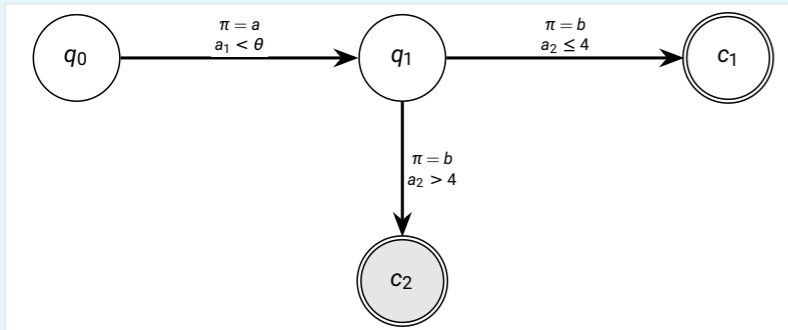 π = a
a₁ < θ
q₀
q₁
π = b
a₂ ≤ 4
c₁
π = b
a₂ > 4
c₂